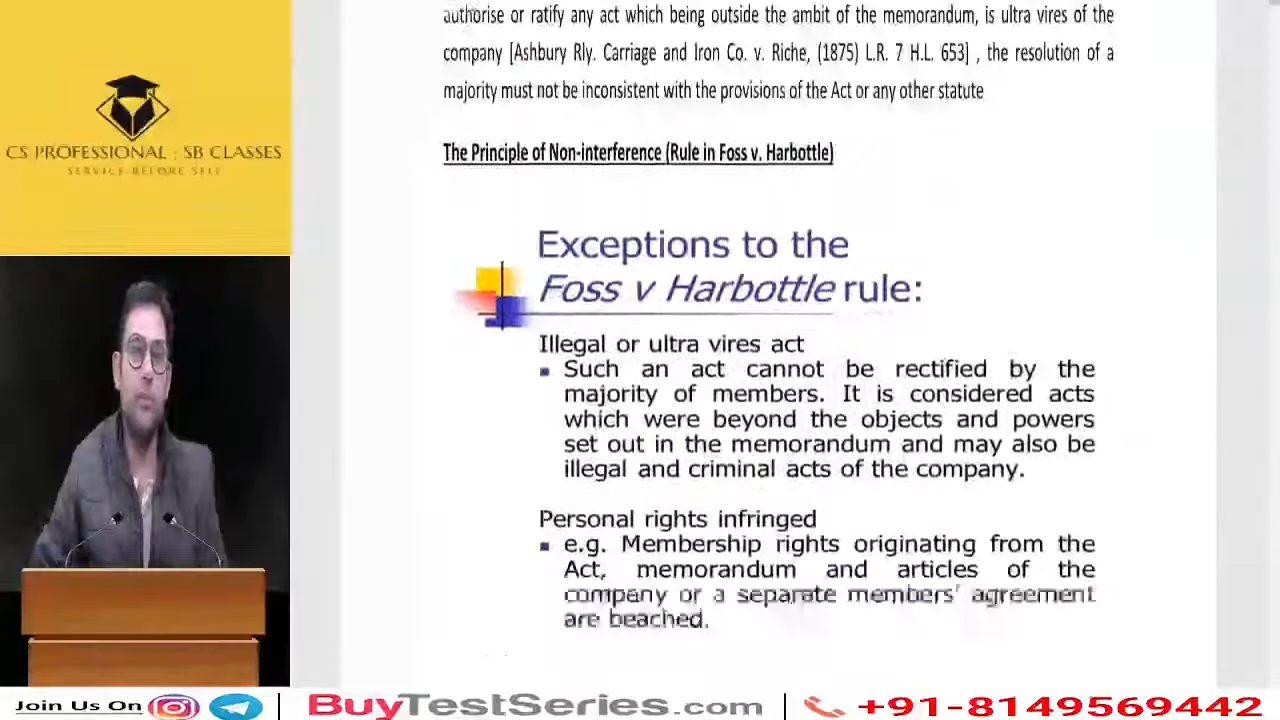 authorise or ratify any act which being outside the ambit of the memorandum, is ultra vires of the
company [Ashbury Rly. Carriage and Iron Co. v. Riche, (1875) L.R. 7 H.L. 653] , the resolution of a
majority must not be inconsistent with the provisions of the Act or any other statute
CS PROFESSIONAL : SB CLASSES
SERVICE BEFORE SELF
The Principle of Non-interference (Rule in Foss v. Harbottle)
Exceptions to the
Foss v Harbottle rule:
Illegal or ultra vires act
Such an act cannot be rectified by the
majority of members. It is considered acts
which were beyond the objects and powers
set out in the memorandum and may also be
illegal and criminal acts of the company.
Personal rights infringed
e.g. Membership rights originating from the
Act, memorandum and articles of the
company or a separate members' agreement
are beached.
Join Us On
BuyTestSeries.com
+91-8149569442